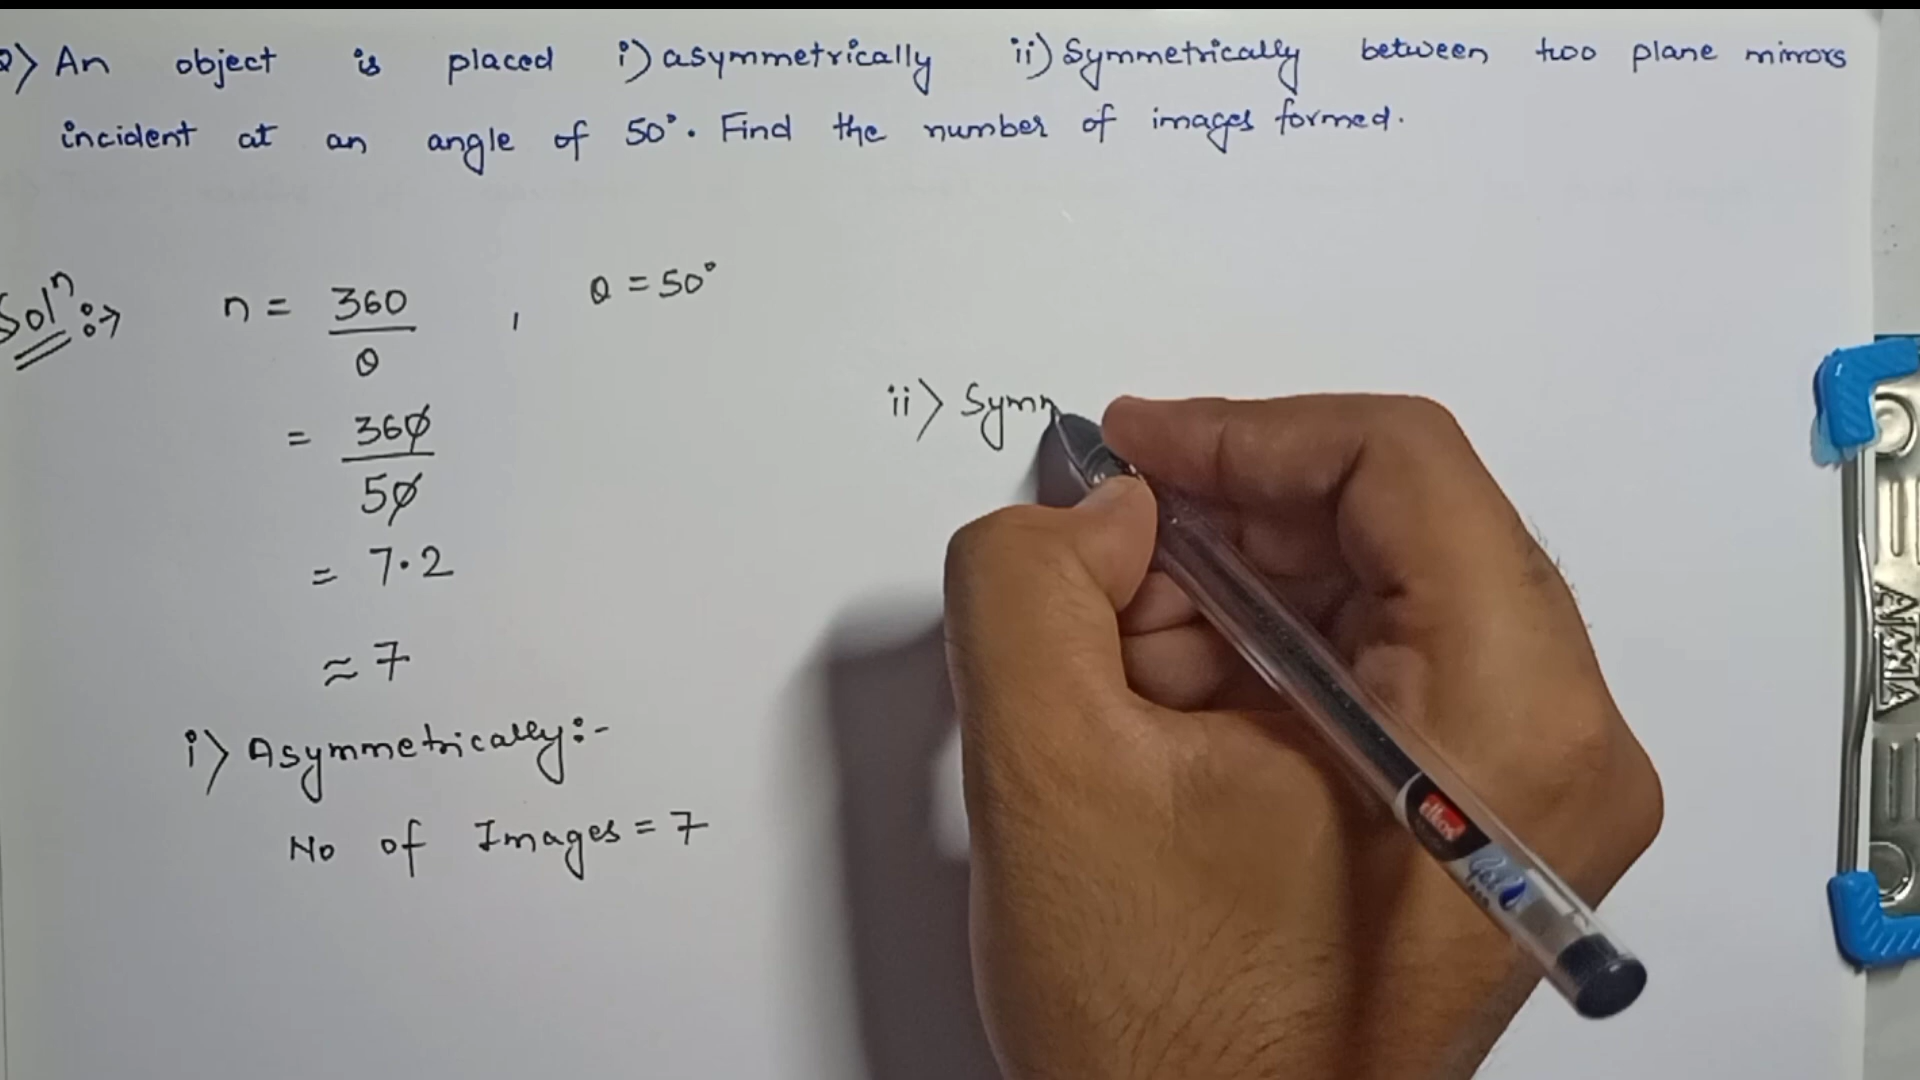 Q> An object is placed i) asymmetrically ii) Symmetrically between two plane mirrors
incident at an angle of 50°. Find the number of images formed.
Solⁿ:→ n = 360/θ , θ = 50°
= 360/50
= 7.2
≈ 7
i) Asymmetrically:-
No of Images = 7
ii) Symm
Gel
AJWA